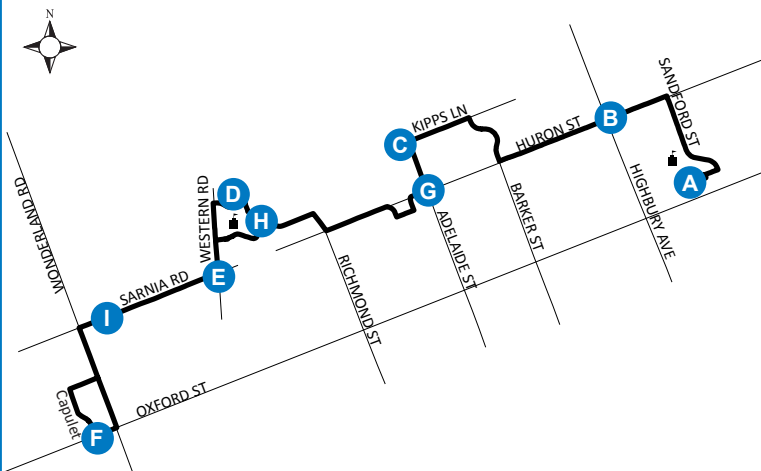 N
SANDFORD ST
B
KIPPS LN
HURON ST
C
A
WONDERLAND RD
WESTERN RD
D
G
BARKER ST
HIGHBURY AVE
H
ADELAIDE ST
E
SARNIA RD
RICHMOND ST
I
OXFORD ST
Capulet
F